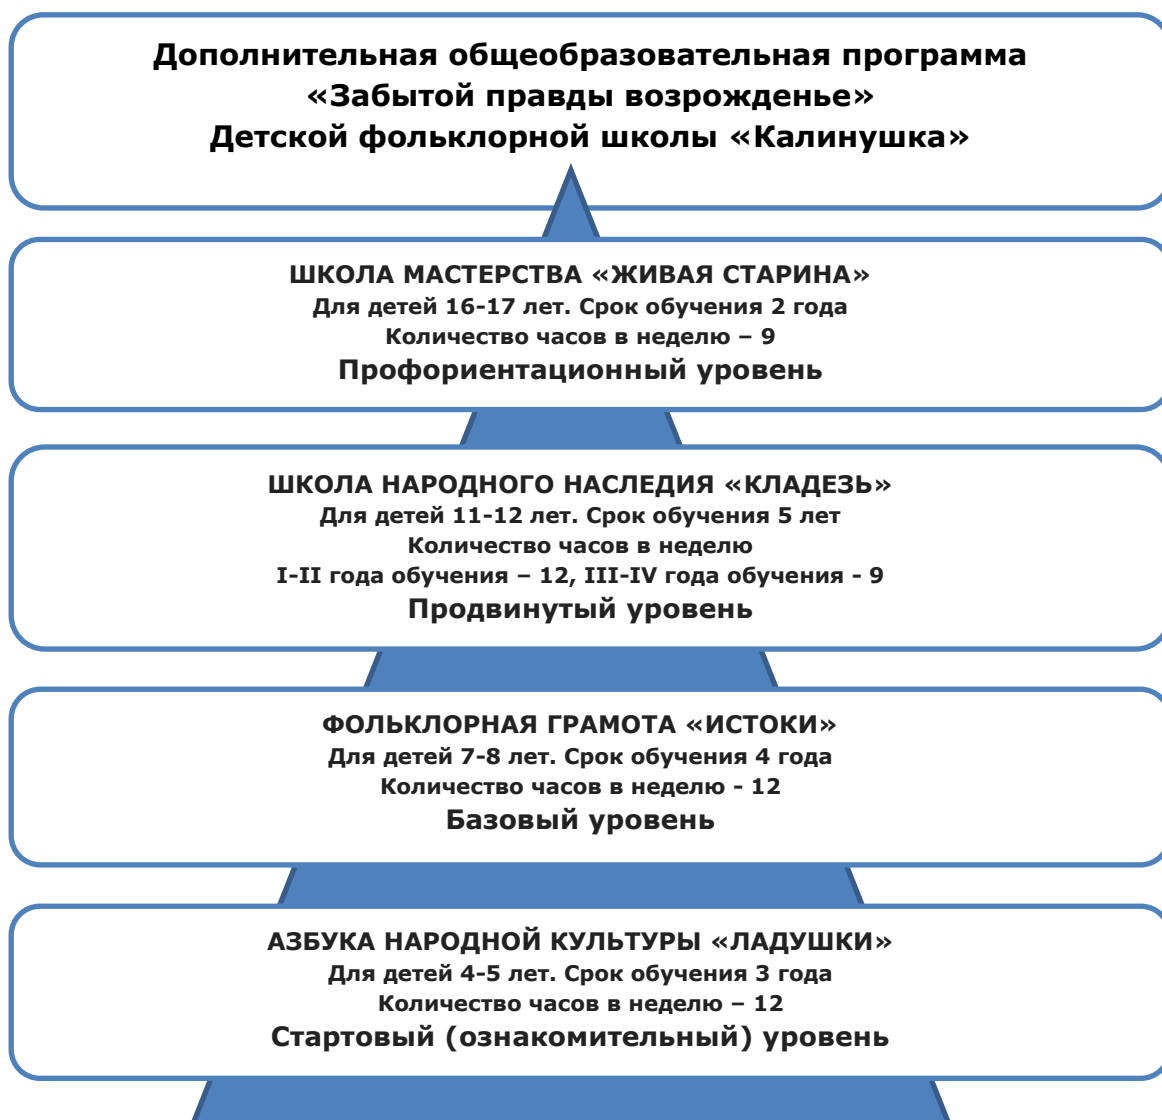 Дополнительная общеобразовательная программа
«Забытой правды возрожденье»
Детской фольклорной школы «Калинушка»
ШКОЛА МАСТЕРСТВА «ЖИВАЯ СТАРИНА»
Для детей 16-17 лет. Срок обучения 2 года
Количество часов в неделю – 9
Профориентационный уровень
ШКОЛА НАРОДНОГО НАСЛЕДИЯ «КЛАДЕЗЬ»
Для детей 11-12 лет. Срок обучения 5 лет
Количество часов в неделю
I-II года обучения – 12, III-IV года обучения - 9
Продвинутый уровень
ФОЛЬКЛОРНАЯ ГРАМОТА «ИСТОКИ»
Для детей 7-8 лет. Срок обучения 4 года
Количество часов в неделю - 12
Базовый уровень
АЗБУКА НАРОДНОЙ КУЛЬТУРЫ «ЛАДУШКИ»
Для детей 4-5 лет. Срок обучения 3 года
Количество часов в неделю – 12
Стартовый (ознакомительный) уровень